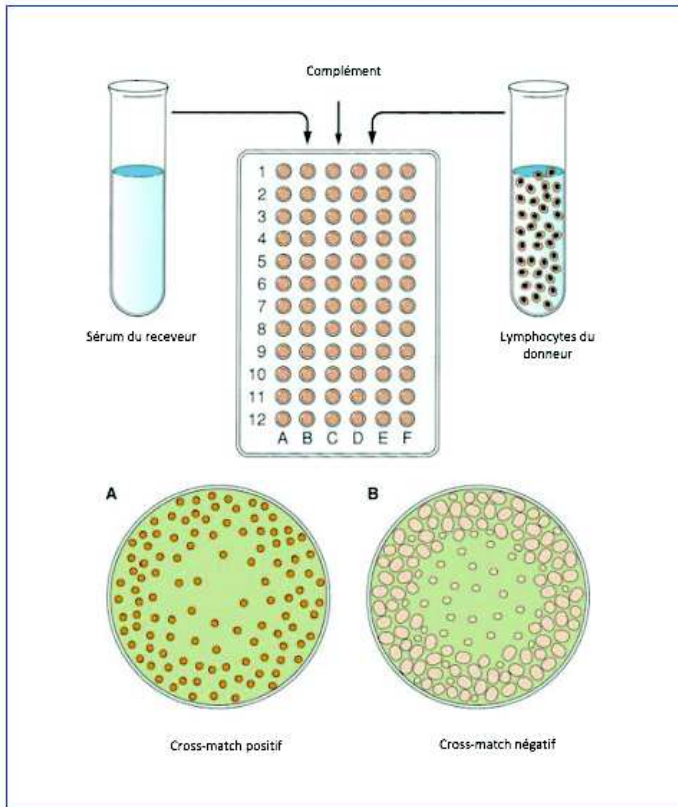 Complément
Sérum du receveur
Lymphocytes du
donneur
1
2
3
4
5
6
7
8
9
10
11
12
A B C D E F
A
B
Cross-match positif
Cross-match négatif